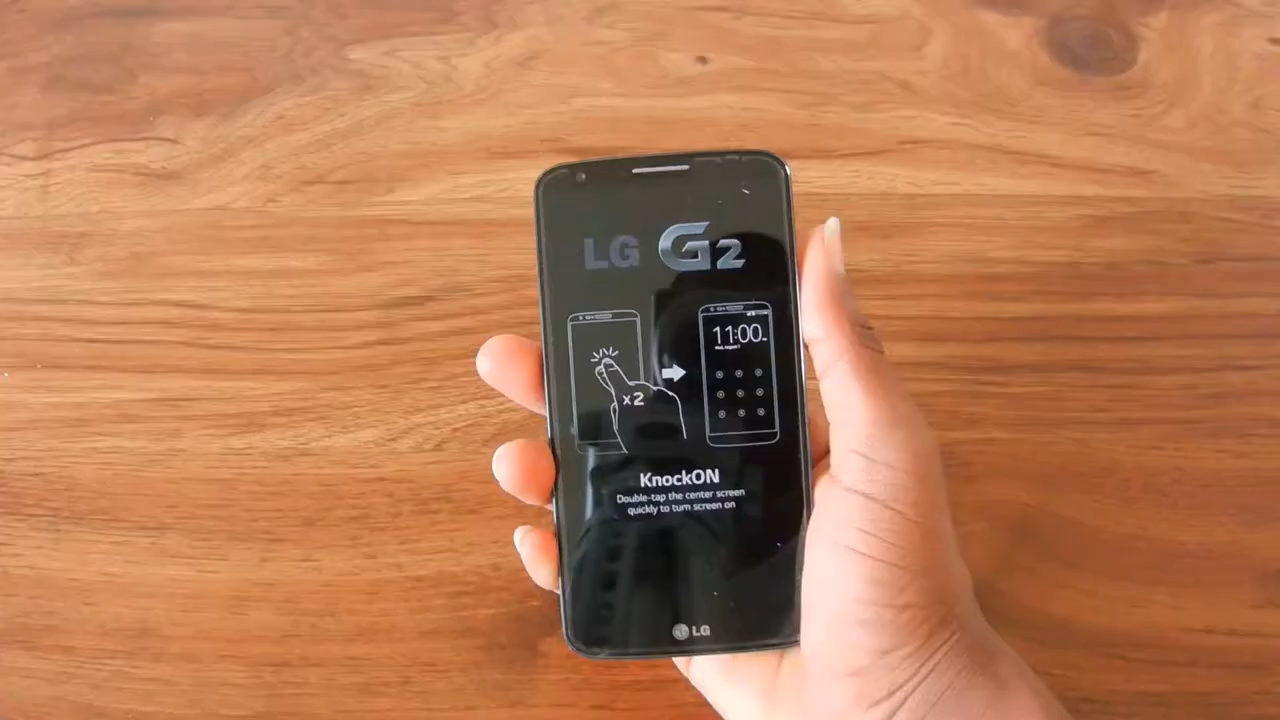 LG G2
11:00
x2
KnockON
Double-tap the center screen
quickly to turn screen on
LG